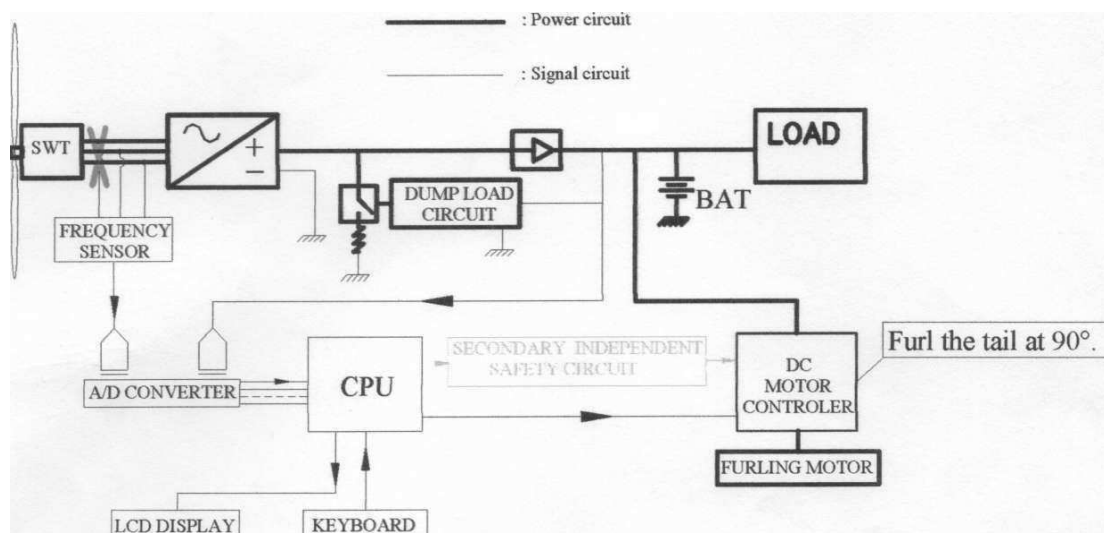 : Power circuit
: Signal circuit
SWT
LOAD
DUMP LOAD
CIRCUIT
BAT
FREQUENCY
SENSOR
SECONDARY INDEPENDENT
SAFETY CIRCUIT
Furl the tail at 90°.
CPU
DC
MOTOR
CONTROLER
A/D CONVERTER
FURLING MOTOR
LCD DISPLAY
KEYBOARD